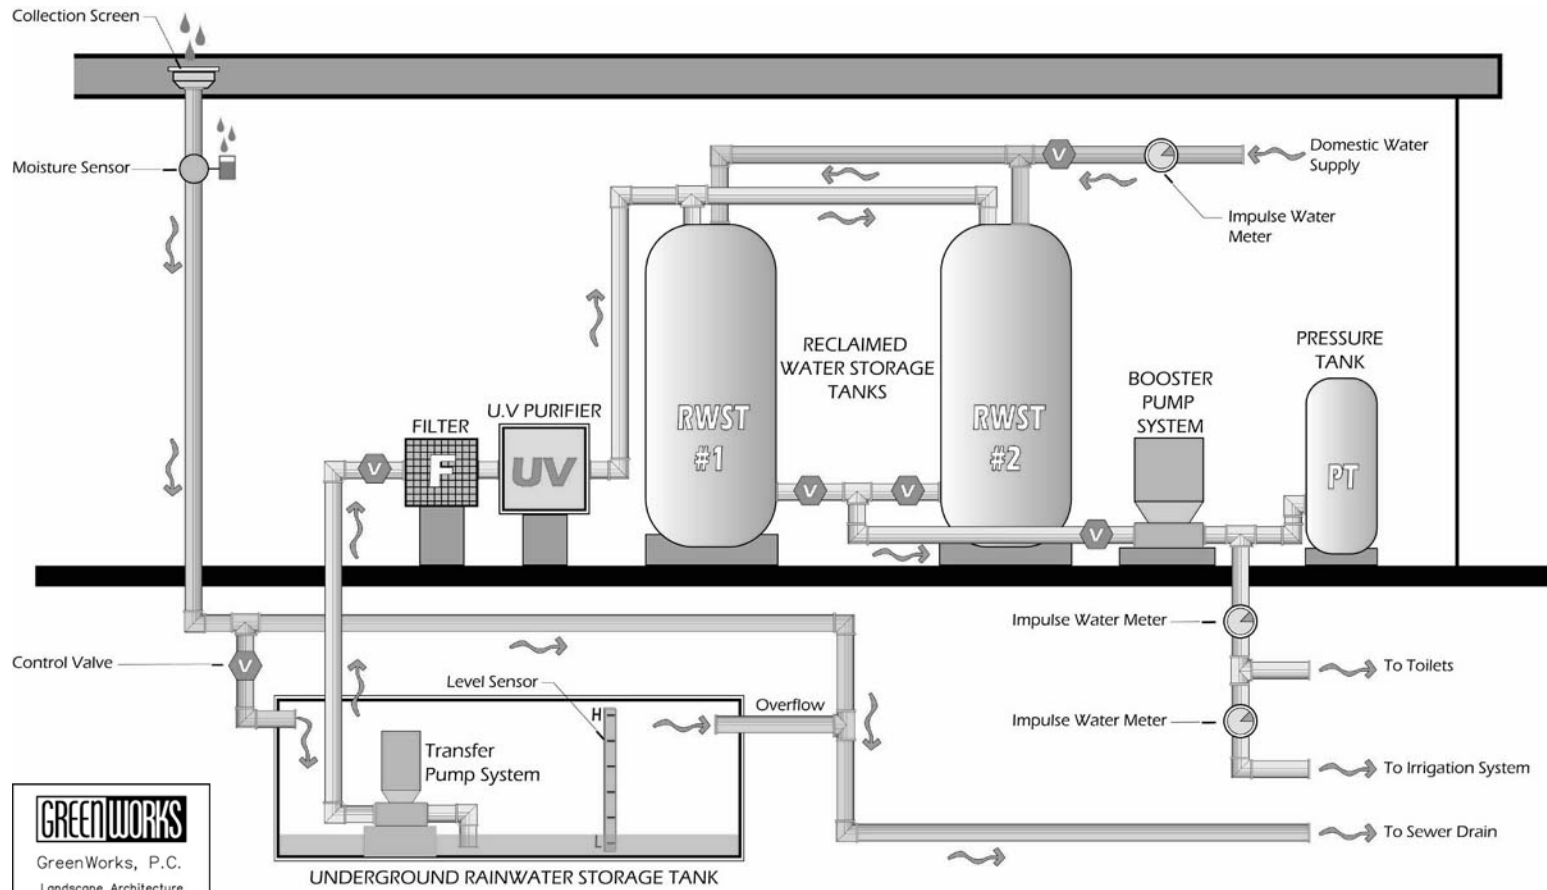 Collection Screen
Moisture Sensor
Domestic Water
Supply
Impulse Water
Meter
RECLAIMED
WATER STORAGE
TANKS
PRESSURE
TANK
BOOSTER
PUMP
SYSTEM
U.V PURIFIER
FILTER
RWST
#1
RWST
#2
V
V
F
UV
V
V
V
PT
Control Valve
V
Level Sensor
Overflow
H
L
Transfer
Pump System
Impulse Water Meter
To Toilets
Impulse Water Meter
To Irrigation System
To Sewer Drain
UNDERGROUND RAINWATER STORAGE TANK
GREENWORKS
GreenWorks, P.C.
Landscape Architecture